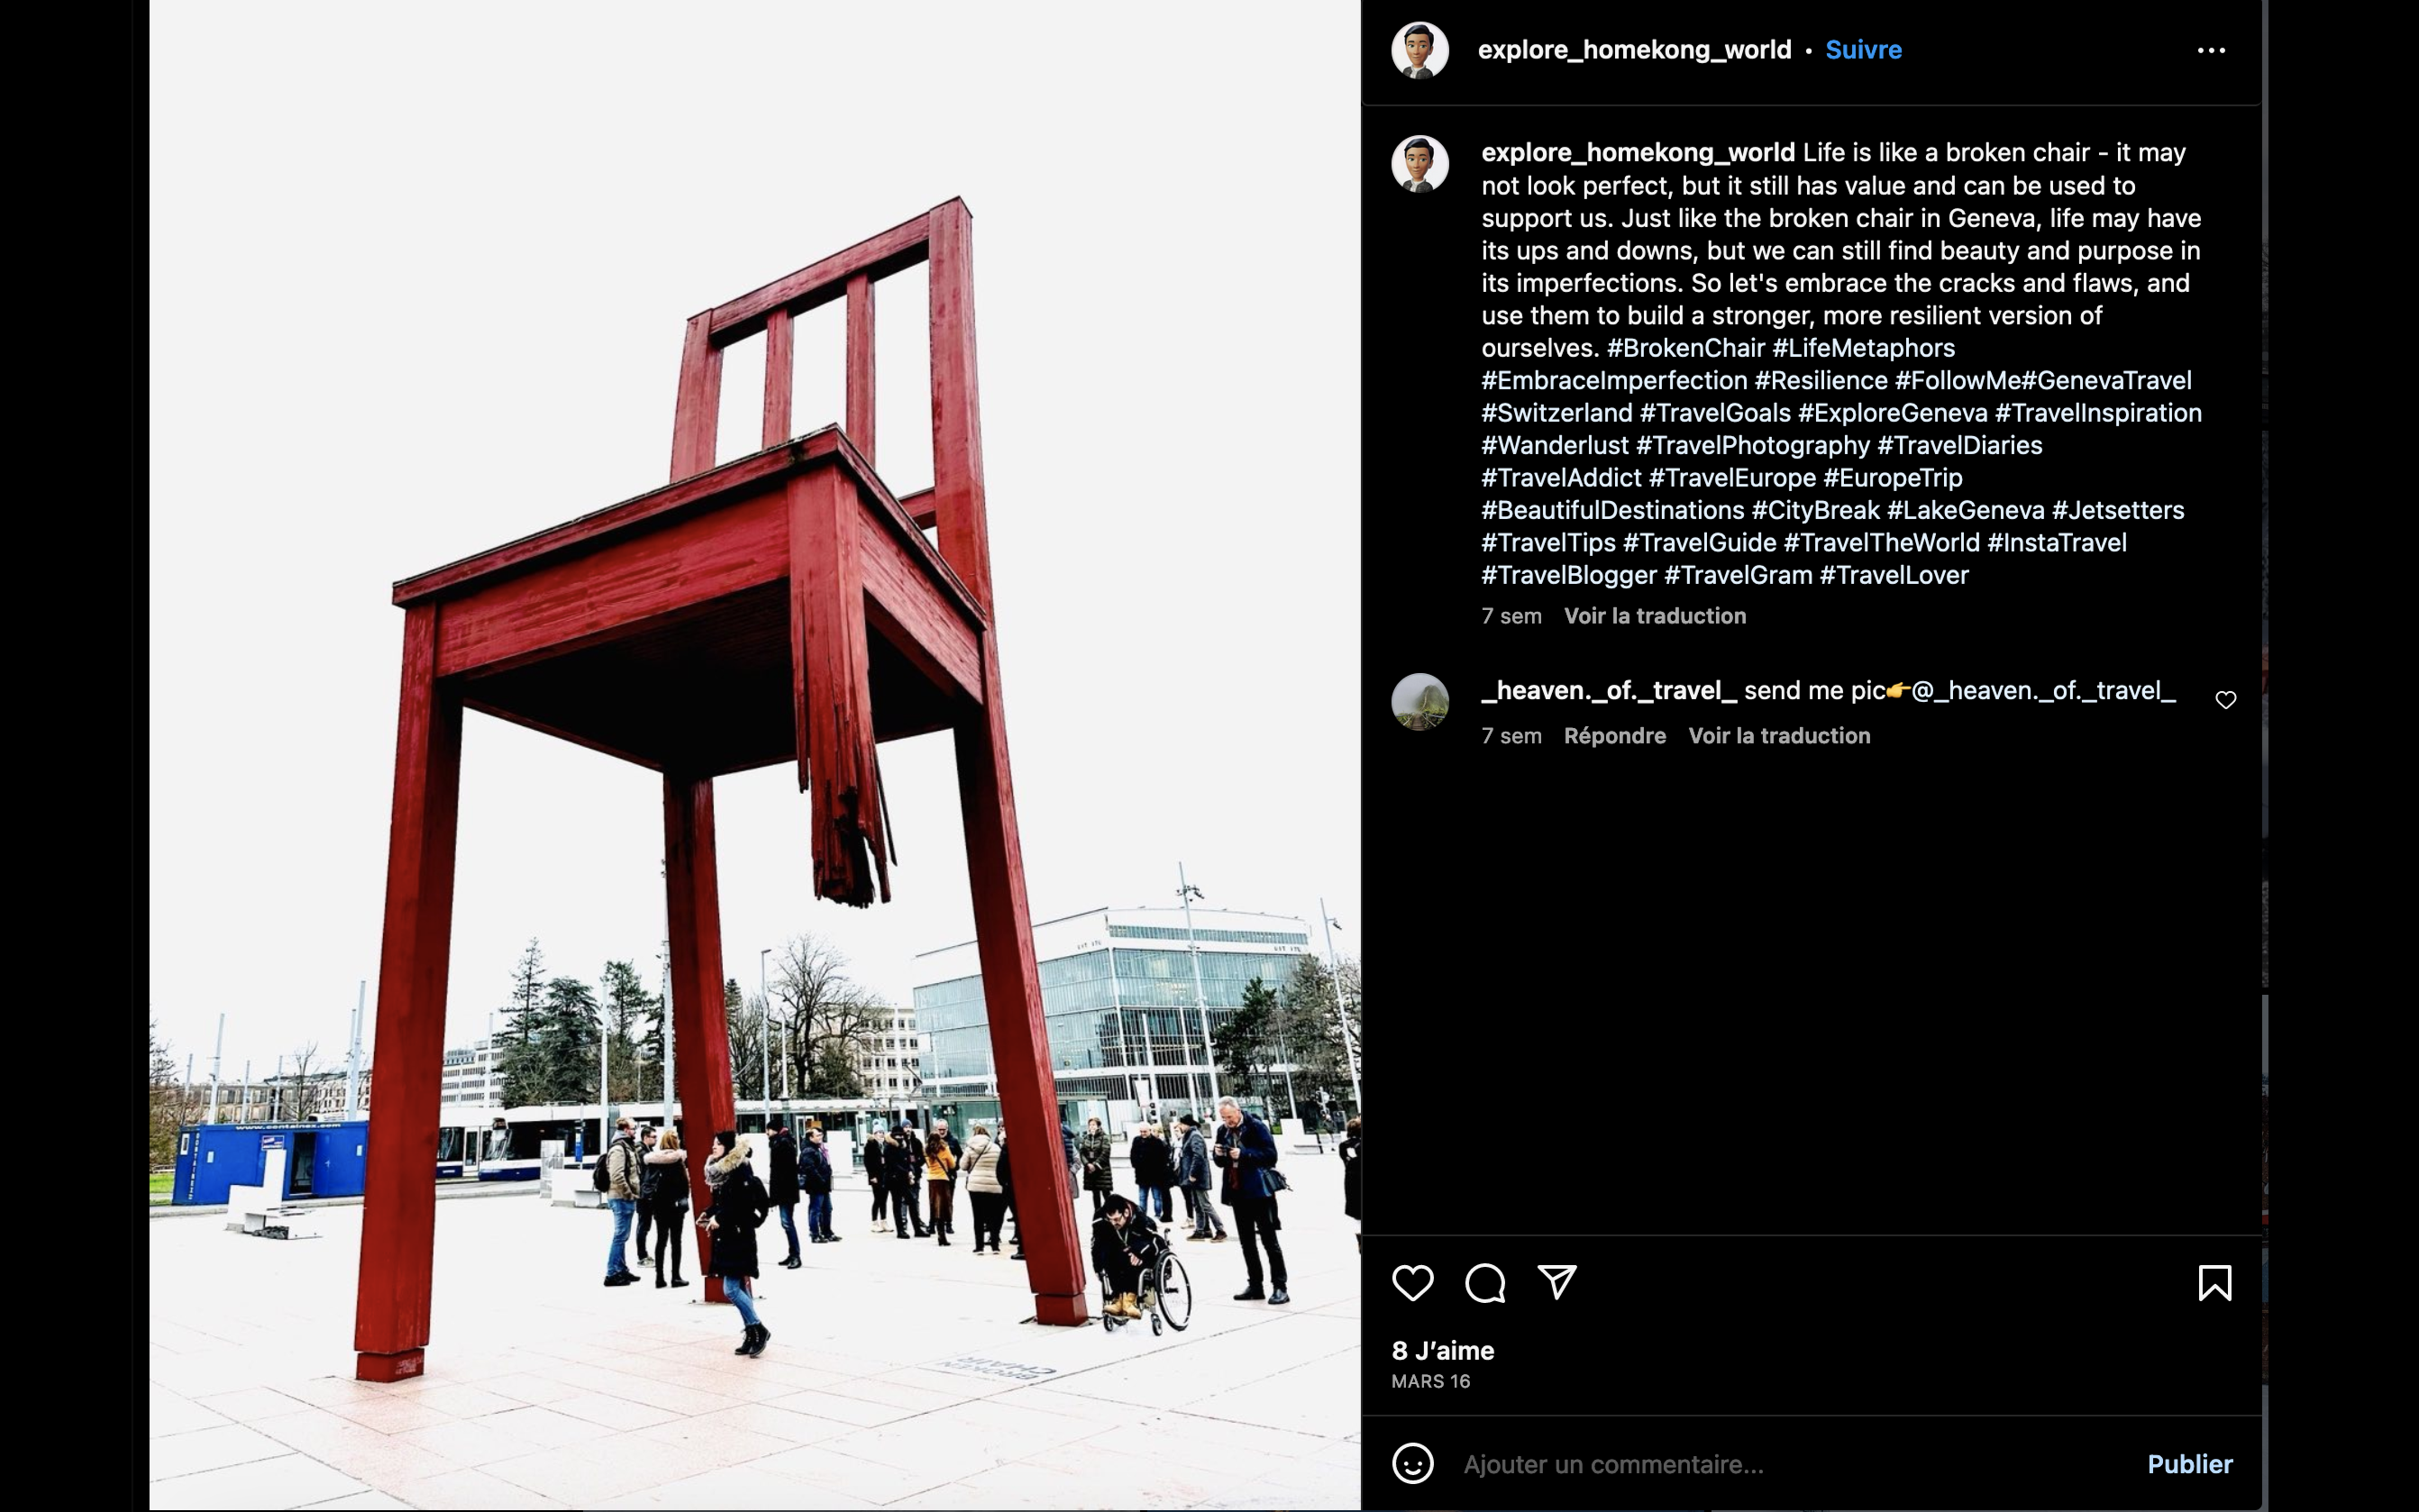 www.containex.com
CONTAINEX
BROKEN
CHAIR
explore_homekong_world • Suivre
explore_homekong_world Life is like a broken chair - it may
not look perfect, but it still has value and can be used to
support us. Just like the broken chair in Geneva, life may have
its ups and downs, but we can still find beauty and purpose in
its imperfections. So let's embrace the cracks and flaws, and
use them to build a stronger, more resilient version of
ourselves. #BrokenChair #LifeMetaphors
#EmbraceImperfection #Resilience #FollowMe#GenevaTravel
#Switzerland #TravelGoals #ExploreGeneva #TravelInspiration
#Wanderlust #TravelPhotography #TravelDiaries
#TravelAddict #TravelEurope #EuropeTrip
#BeautifulDestinations #CityBreak #LakeGeneva #Jetsetters
#TravelTips #TravelGuide #TravelTheWorld #InstaTravel
#TravelBlogger #TravelGram #TravelLover
7 sem Voir la traduction
_heaven._of._travel_ send me pic👉@_heaven._of._travel_
7 sem Répondre Voir la traduction
8 J’aime
MARS 16
Ajouter un commentaire... Publier